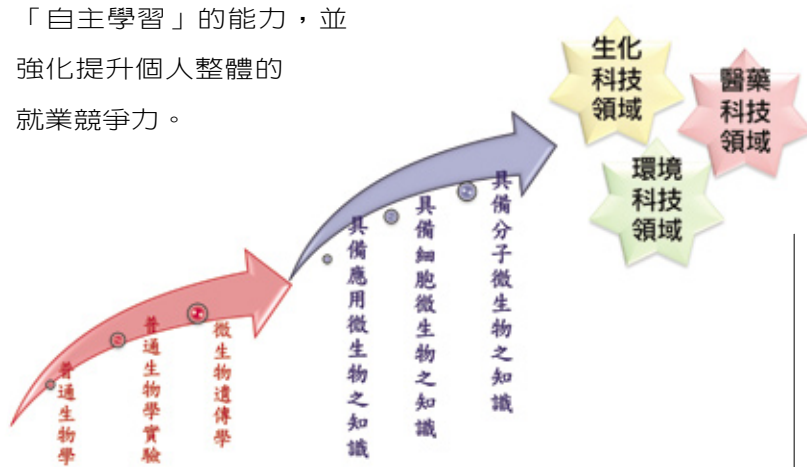 「自主學習」的能力，並
強化提升個人整體的
就業競爭力。
生化
科技
領域
醫藥
科技
領域
環境
科技
領域
普通生物學
普通生物學實驗
微生物遺傳學
具備應用微生物之知識
具備細胞微生物之知識
具備分子微生物之知識